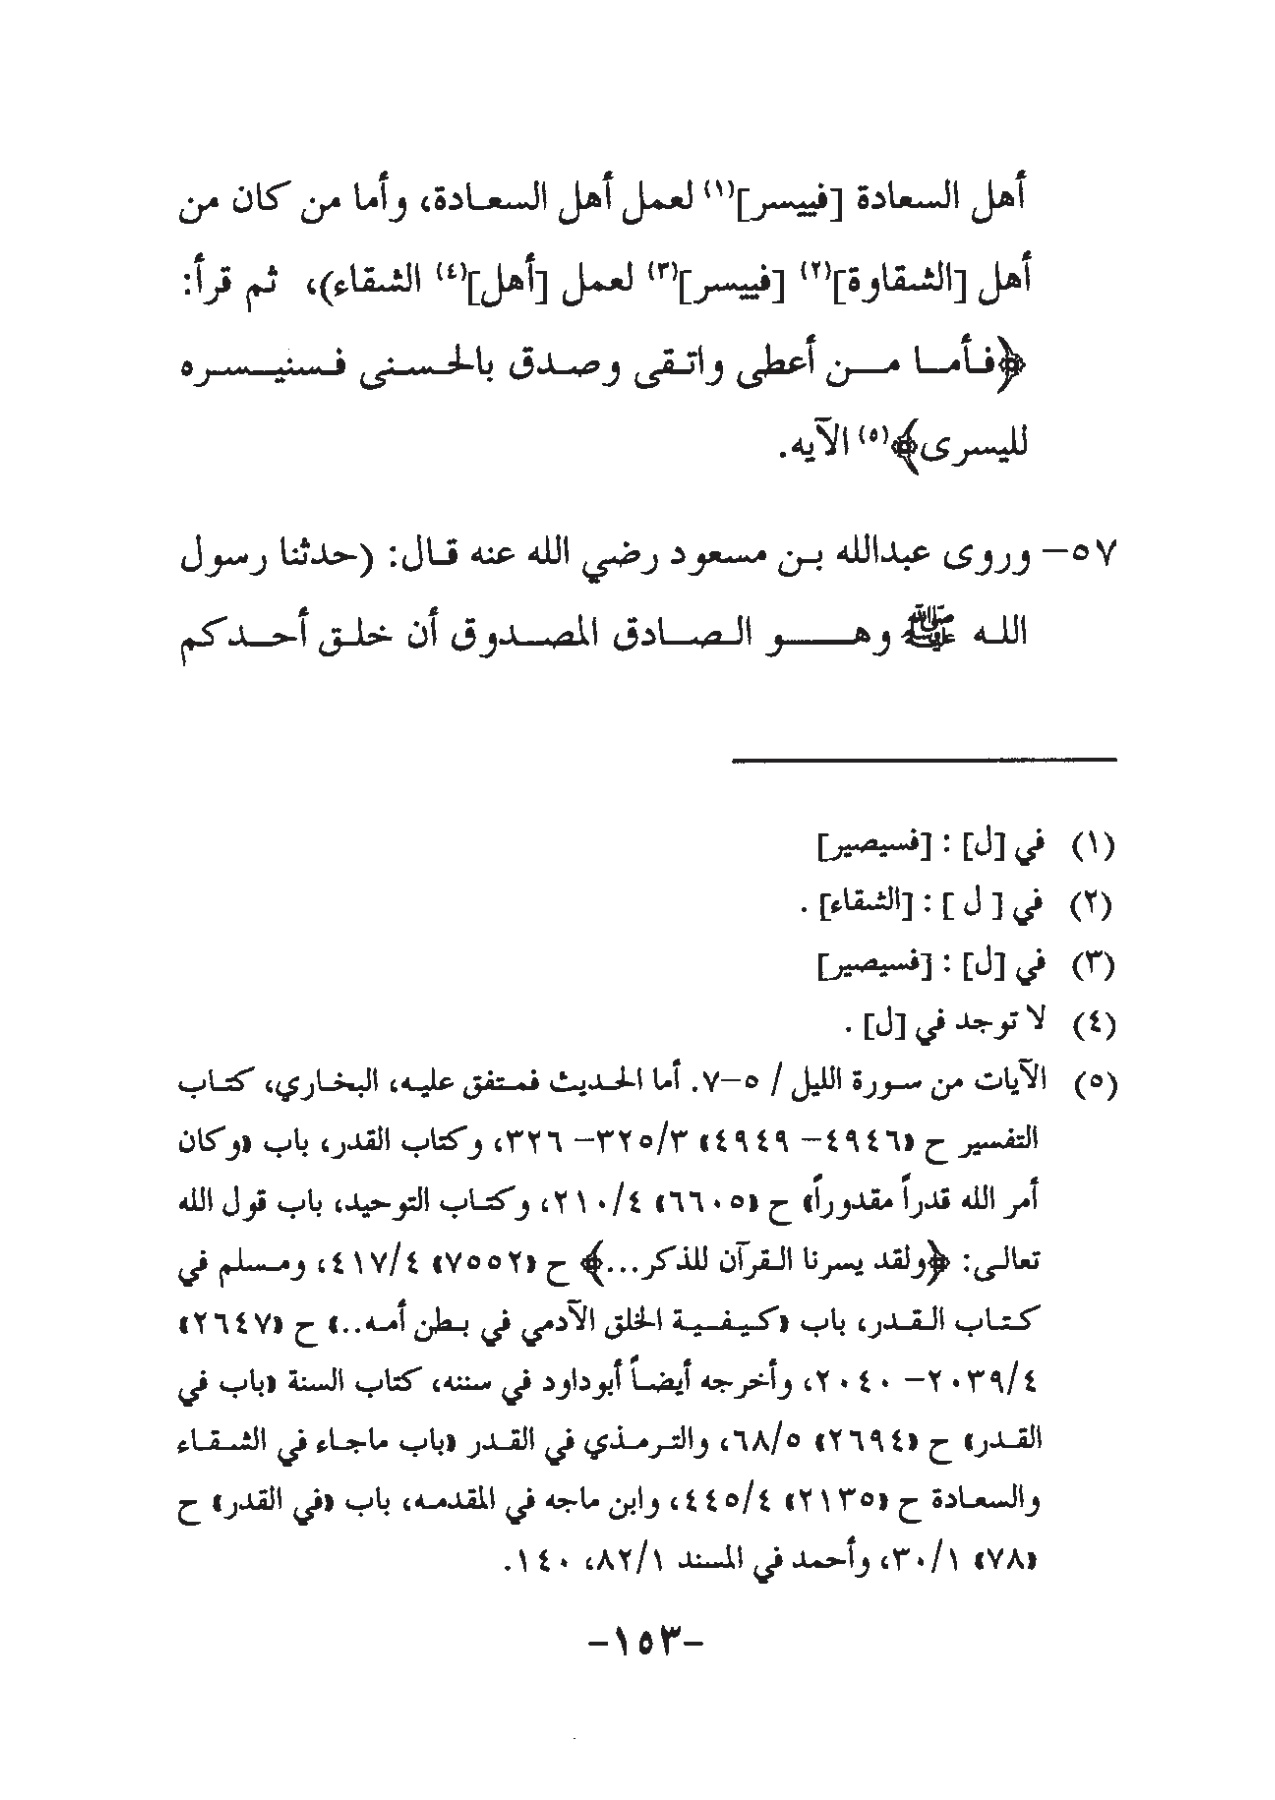 أهل السعادة [فييسر](١) لعمل أهل السعادة، وأما من كان من
أهل [الشقاوة](٢) [فييسر](٣) لعمل [أهل](٤) الشقاء)، ثم قرأ:
﴿فأما من أعطى واتقى وصدق بالحسنى فسنيسره
لليسرى﴾(٥) الآيه.
٥٧- وروى عبدالله بن مسعود رضي الله عنه قال: (حدثنا رسول
الله ﷺ وهو الصادق المصدوق أن خلق أحدكم
(١) في [ل] : [فسيصير]
(٢) في [ ل ] : [الشقاء] .
(٣) في [ل] : [فسيصير]
(٤) لا توجد في [ل] .
(٥) الآيات من سورة الليل / ٥-٧. أما الحديث فمتفق عليه، البخاري، كتاب
التفسير ح «٤٩٤٦- ٤٩٤٩» ٣٢٥/٣- ٣٢٦، وكتاب القدر، باب «وكان
أمر الله قدراً مقدوراً» ح «٦٦٠٥» ٢١٠/٤، وكتاب التوحيد، باب قول الله
تعالى: ﴿ولقد يسرنا القرآن للذكر...﴾ ح «٧٥٥٢» ٤١٧/٤، ومسلم في
كتاب القدر، باب «كيفية الخلق الآدمي في بطن أمه..» ح «٢٦٤٧»
٢٠٣٩/٤- ٢٠٤٠، وأخرجه أيضاً أبوداود في سننه، كتاب السنة «باب في
القدر» ح «٢٦٩٤» ٦٨/٥، والترمذي في القدر «باب ماجاء في الشقاء
والسعادة ح «٢١٣٥» ٤٤٥/٤، وابن ماجه في المقدمه، باب «في القدر» ح
«٧٨» ٣٠/١، وأحمد في المسند ٨٢/١، ١٤٠.
-١٥٣-